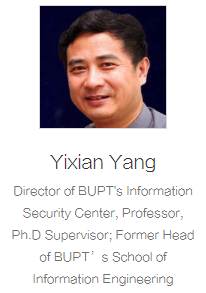 Yixian Yang
Director of BUPT's Information
Security Center, Professor,
Ph.D Supervisor; Former Head
of BUPT’s School of
Information Engineering